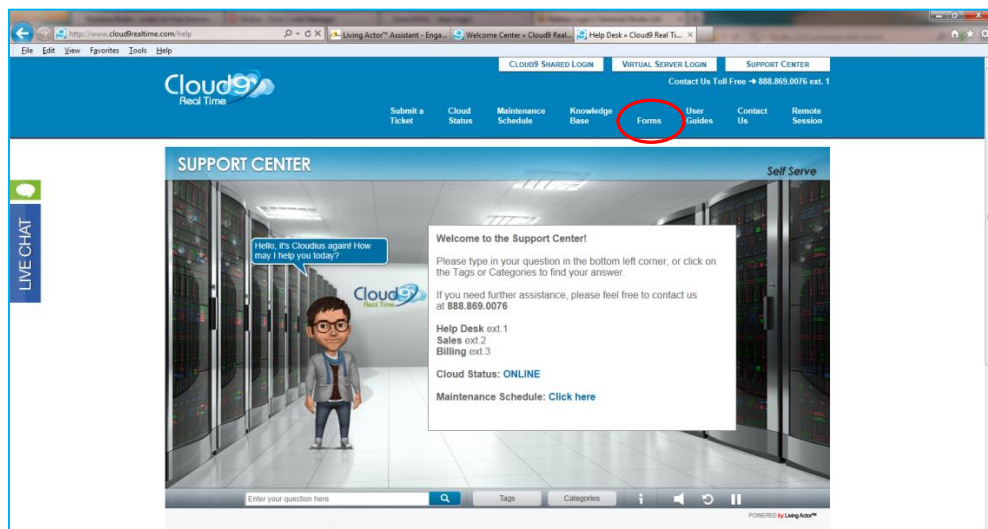 http://www.cloud9realtime.com/help
Living Actor™ Assistant - Enga...
Welcome Center » Cloud9 Real...
Help Desk » Cloud9 Real Ti...
File Edit View Favorites Tools Help
CLOUD9 SHARED LOGIN
VIRTUAL SERVER LOGIN
SUPPORT CENTER
Contact Us Toll Free → 888.869.0076 ext. 1
Cloud9
Real Time
Submit a Ticket
Cloud Status
Maintenance Schedule
Knowledge Base
Forms
User Guides
Contact Us
Remote Session
SUPPORT CENTER
Self Serve
LIVE CHAT
Hello, it's Cloudius again! How
may I help you today?
Cloud9
Real Time
Welcome to the Support Center!
Please type in your question in the bottom left corner, or click on
the Tags or Categories to find your answer.
If you need further assistance, please feel free to contact us
at 888.869.0076
Help Desk ext.1
Sales ext.2
Billing ext.3
Cloud Status: ONLINE
Maintenance Schedule: Click here
Enter your question here
Tags
Categories
POWERED by Living Actor™